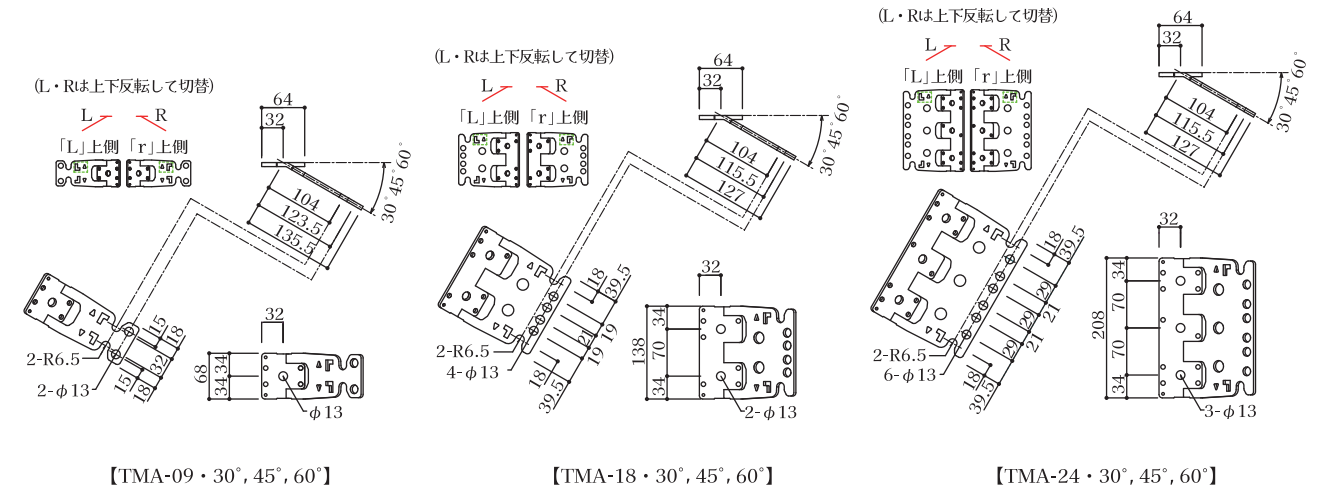 (L・Rは上下反転して切替)
L R
「L」上側 「r」上側
64
32
30° 45° 60°
104
123.5
135.5
15
18
32
15
18
2-R6.5
2-φ13
32
68
34
34
φ13
【TMA-09・30°, 45°, 60°】
(L・Rは上下反転して切替)
L R
「L」上側 「r」上側
64
32
30° 45° 60°
104
115.5
127
18
39.5
21
19
19
18
39.5
2-R6.5
4-φ13
32
138
34
70
34
2-φ13
【TMA-18・30°, 45°, 60°】
(L・Rは上下反転して切替)
L R
「L」上側 「r」上側
64
32
30° 45° 60°
104
115.5
127
18
39.5
29
21
29
21
29
18
39.5
2-R6.5
6-φ13
32
208
34
70
70
34
3-φ13
【TMA-24・30°, 45°, 60°】